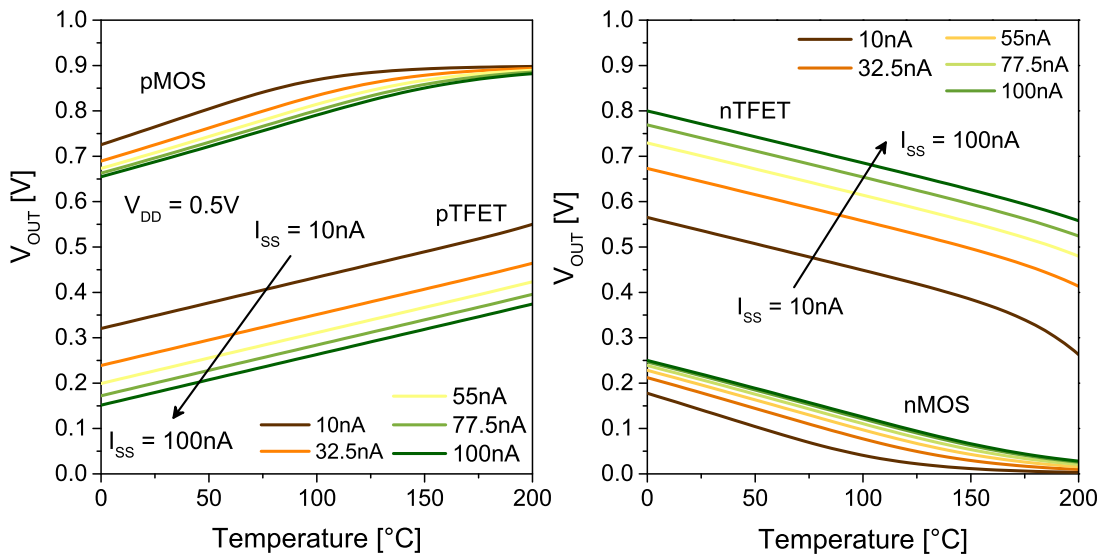 1.0
0.9
0.8
0.7
0.6
0.5
0.4
0.3
0.2
0.1
0.0
V_OUT [V]
pMOS
V_DD = 0.5V
pTFET
I_SS = 10nA
I_SS = 100nA
10nA
32.5nA
55nA
77.5nA
100nA
0 50 100 150 200
Temperature [°C]
1.0
0.9
0.8
0.7
0.6
0.5
0.4
0.3
0.2
0.1
0.0
V_OUT [V]
10nA
32.5nA
55nA
77.5nA
100nA
nTFET
I_SS = 100nA
I_SS = 10nA
nMOS
0 50 100 150 200
Temperature [°C]